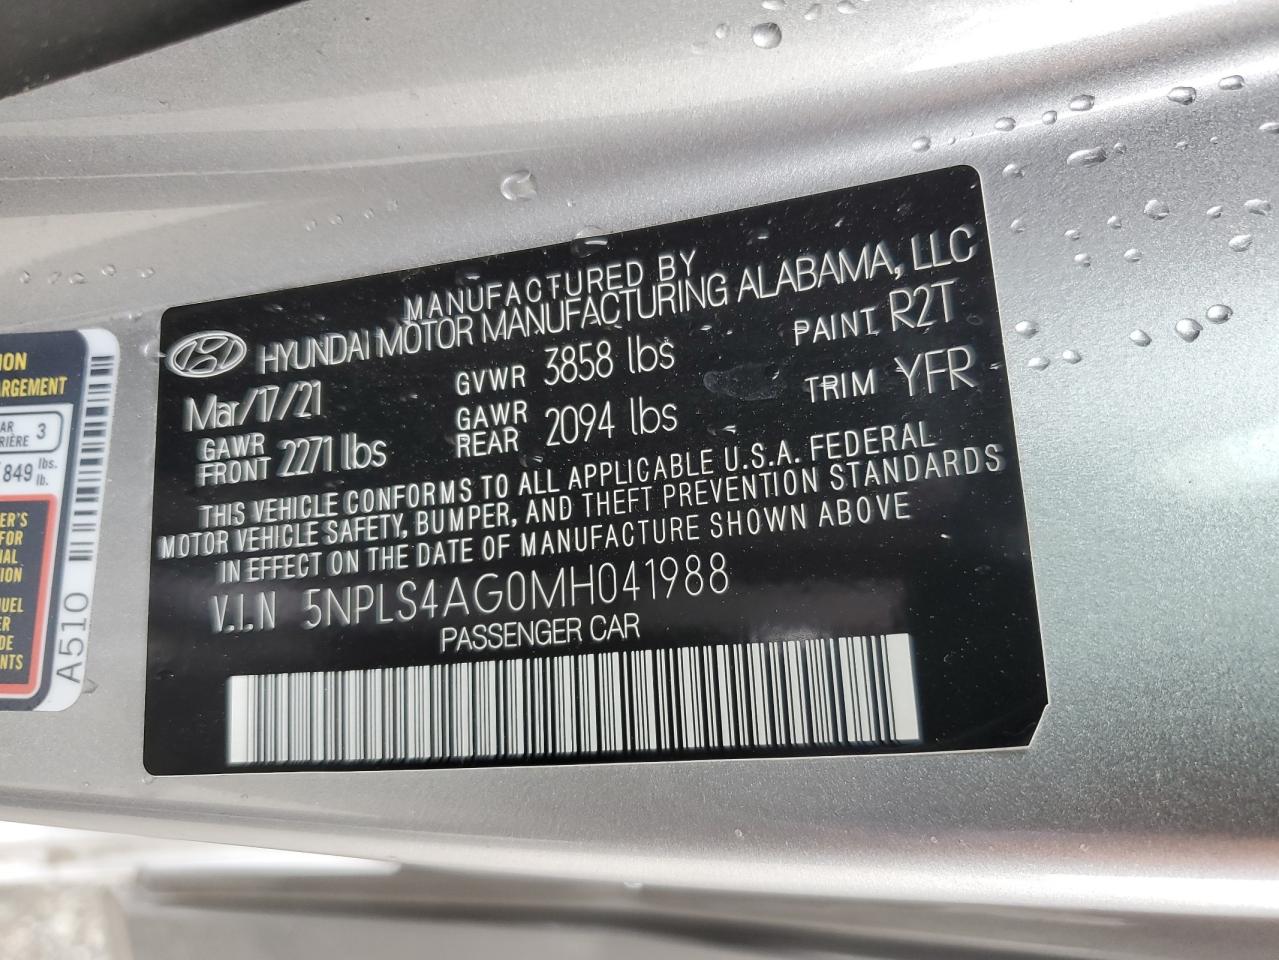 MANUFACTURED BY
HYUNDAI MOTOR MANUFACTURING ALABAMA, LLC
Mar/17/21 GVWR 3858 lbs PAINT R2T
GAWR FRONT 2271 lbs GAWR REAR 2094 lbs TRIM YFR
THIS VEHICLE CONFORMS TO ALL APPLICABLE U.S.A. FEDERAL
MOTOR VEHICLE SAFETY, BUMPER, AND THEFT PREVENTION STANDARDS
IN EFFECT ON THE DATE OF MANUFACTURE SHOWN ABOVE
V.I.N 5NPLS4AG0MH041988
PASSENGER CAR
ARGEMENT
3
849 lbs.
lb.
A510